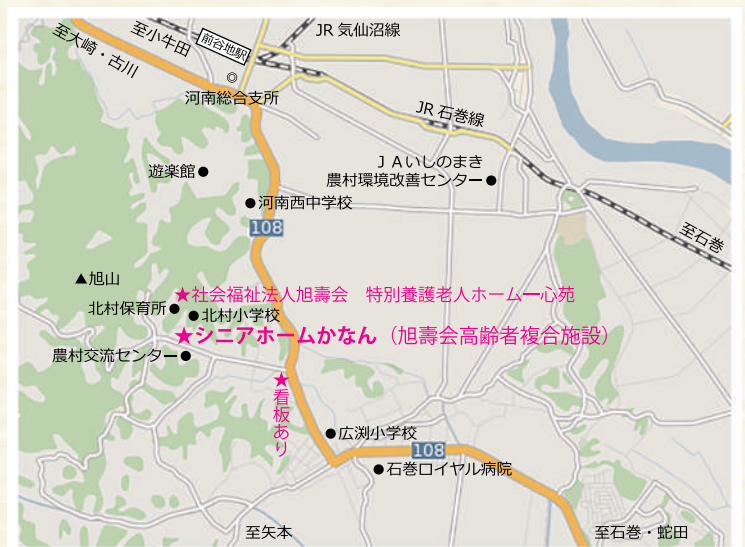 至大崎・古川
至小牛田
前谷地駅
JR 気仙沼線
河南総合支所
JR 石巻線
遊楽館●
ＪＡいしのまき
農村環境改善センター●
●河南西中学校
108
至石巻
▲旭山
★社会福祉法人旭壽会　特別養護老人ホーム一心苑
北村保育所●
●北村小学校
★シニアホームかなん（旭壽会高齢者複合施設）
農村交流センター●
★看板あり
●広渕小学校
108
●石巻ロイヤル病院
至矢本
至石巻・蛇田